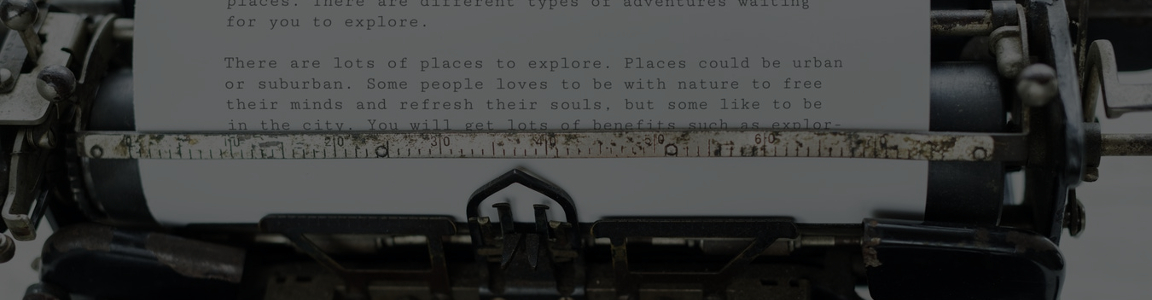 places. There are different types of adventures waiting
for you to explore.
There are lots of places to explore. Places could be urban
or suburban. Some people loves to be with nature to free
their minds and refresh their souls, but some like to be
in the city. You will get lots of benefits such as explor-
20 30 40 50 60